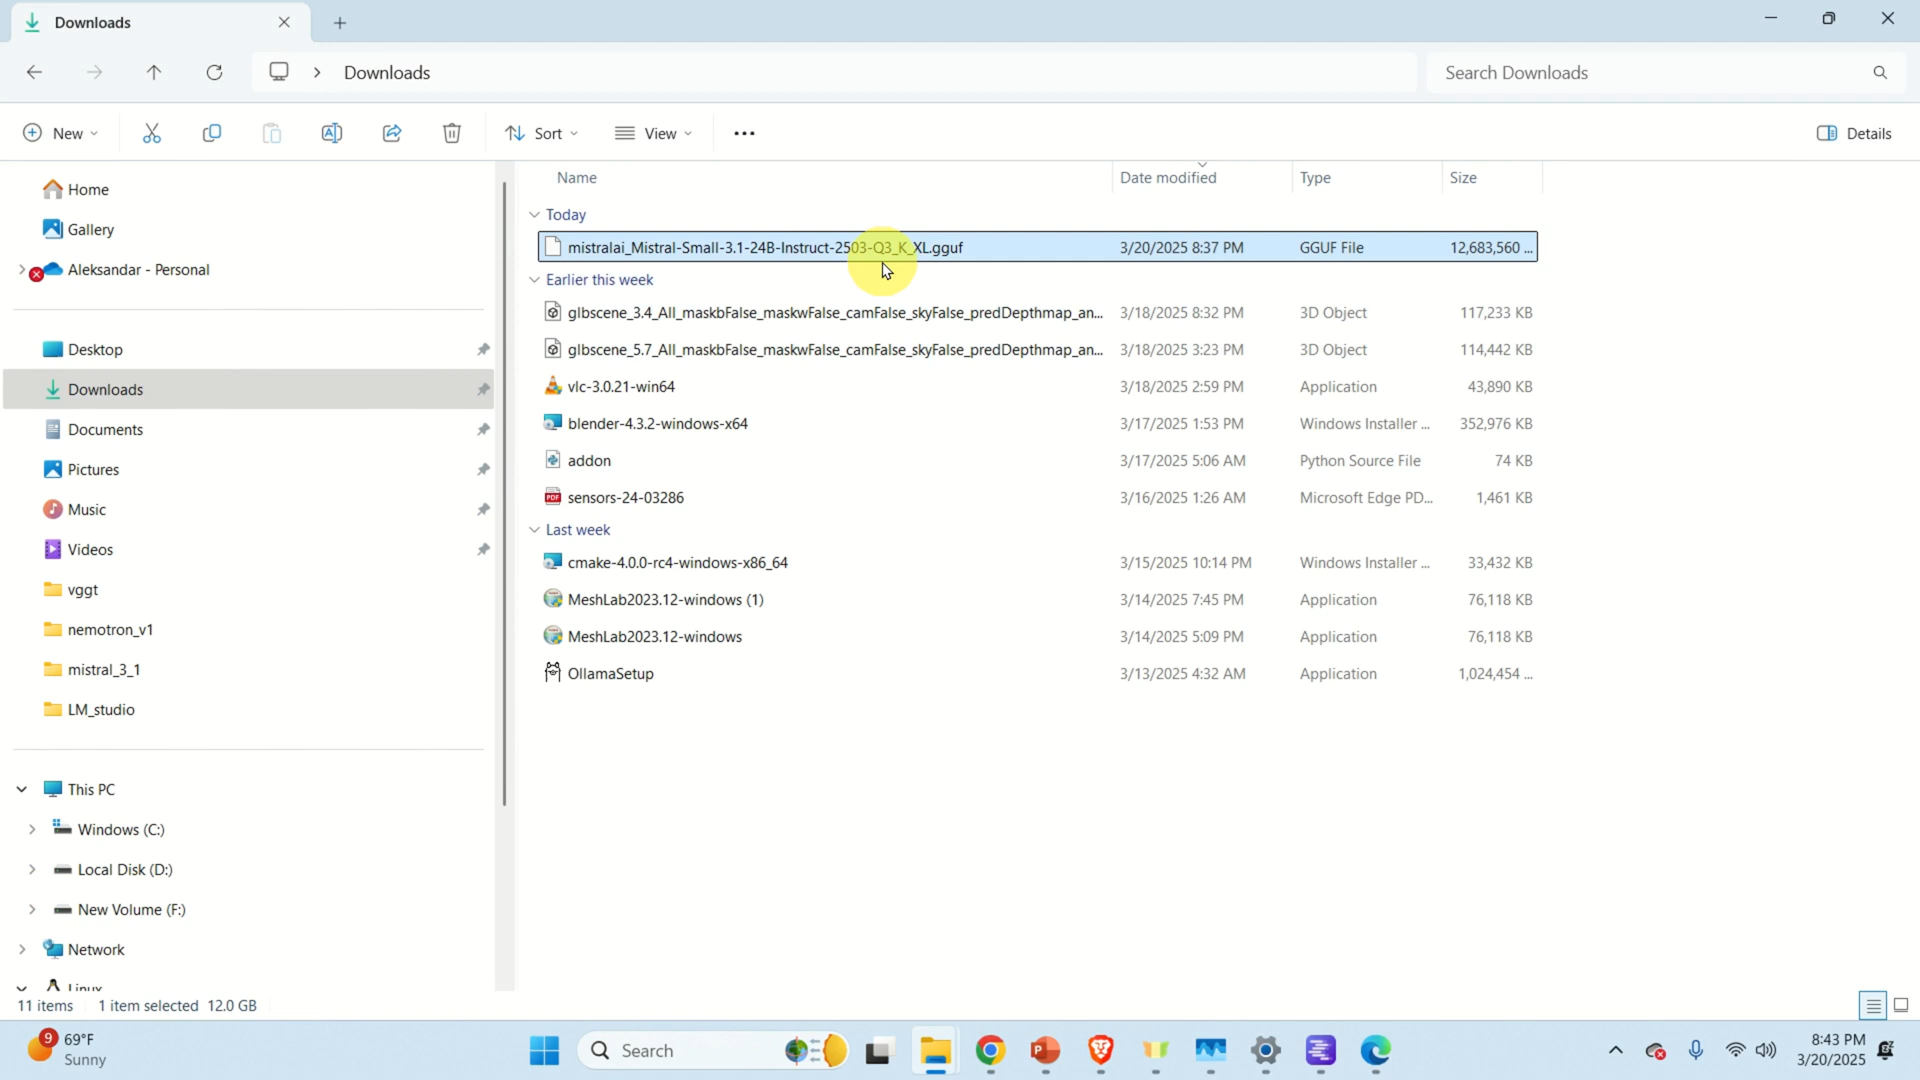 Downloads
Downloads
Search Downloads
New
Sort
View
Details
Home
Gallery
Aleksandar - Personal
Desktop
Downloads
Documents
Pictures
Music
Videos
vggt
nemotron_v1
mistral_3_1
LM_studio
This PC
Windows (C:)
Local Disk (D:)
New Volume (F:)
Network
Linux
Name Date modified Type Size
Today
mistralai_Mistral-Small-3.1-24B-Instruct-2503-Q3_K_XL.gguf 3/20/2025 8:37 PM GGUF File 12,683,560 ...
Earlier this week
glbscene_3.4_All_maskbFalse_maskwFalse_camFalse_skyFalse_predDepthmap_an... 3/18/2025 8:32 PM 3D Object 117,233 KB
glbscene_5.7_All_maskbFalse_maskwFalse_camFalse_skyFalse_predDepthmap_an... 3/18/2025 3:23 PM 3D Object 114,442 KB
vlc-3.0.21-win64 3/18/2025 2:59 PM Application 43,890 KB
blender-4.3.2-windows-x64 3/17/2025 1:53 PM Windows Installer ... 352,976 KB
addon 3/17/2025 5:06 AM Python Source File 74 KB
sensors-24-03286 3/16/2025 1:26 AM Microsoft Edge PD... 1,461 KB
Last week
cmake-4.0.0-rc4-windows-x86_64 3/15/2025 10:14 PM Windows Installer ... 33,432 KB
MeshLab2023.12-windows (1) 3/14/2025 7:45 PM Application 76,118 KB
MeshLab2023.12-windows 3/14/2025 5:09 PM Application 76,118 KB
OllamaSetup 3/13/2025 4:32 AM Application 1,024,454 ...
11 items 1 item selected 12.0 GB
9 69°F
Sunny
Search
8:43 PM
3/20/2025